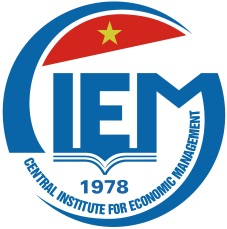 CIEM
1978
CENTRAL INSTITUTE FOR ECONOMIC MANAGEMENT